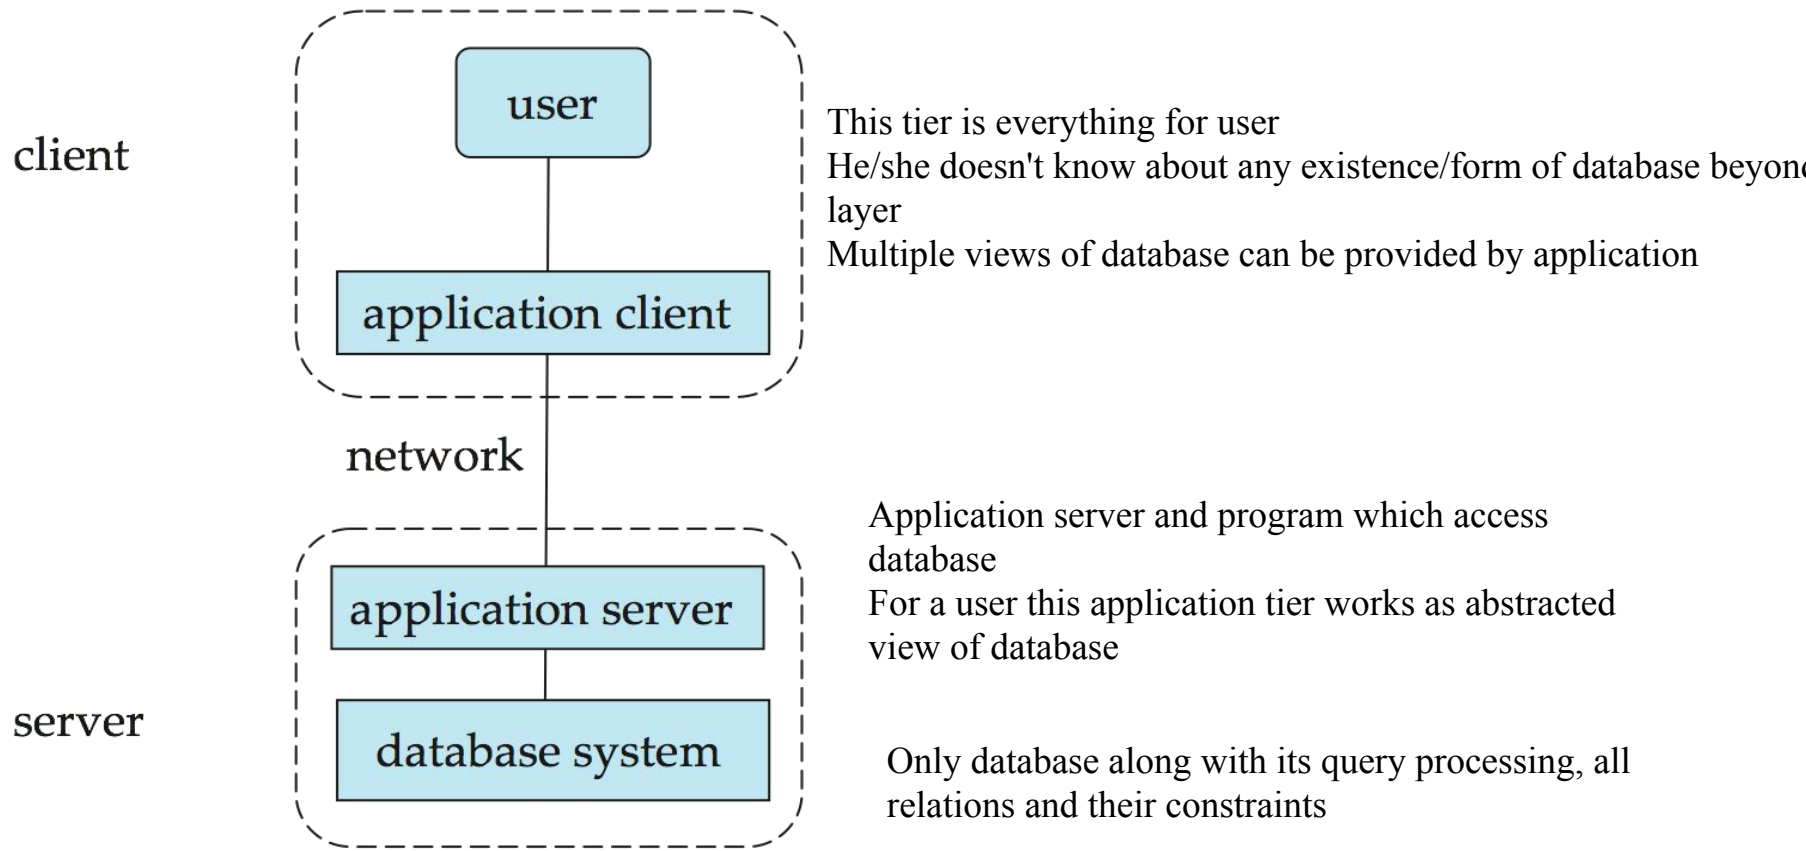 user
client
This tier is everything for user
He/she doesn't know about any existence/form of database
layer
Multiple views of database can be provided by application
application client
network
Application server and program which access
database
For a user this application tier works as abstracted
view of database
application server
server
database system
Only database along with its query processing, all
relations and their constraints